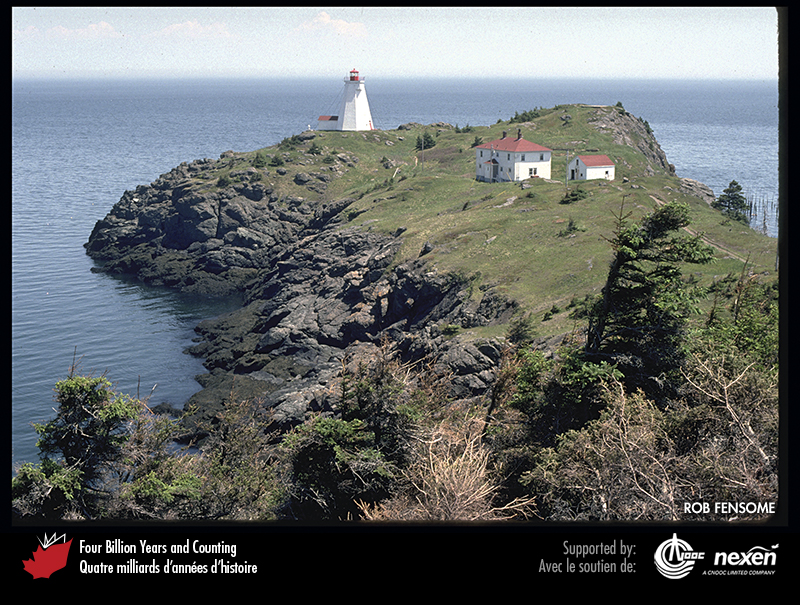 ROB FENSOME
Four Billion Years and Counting
Quatre milliards d'années d'histoire
Supported by:
Avec le soutien de:
CNOOC
nexen
A CNOOC LIMITED COMPANY